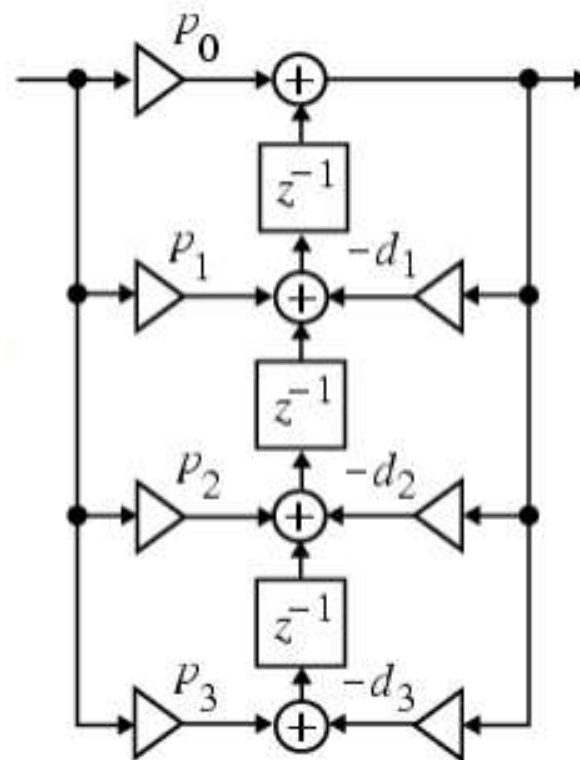 p₀
+
z⁻¹
p₁ -d₁
+
z⁻¹
p₂ -d₂
+
z⁻¹
p₃ -d₃
+